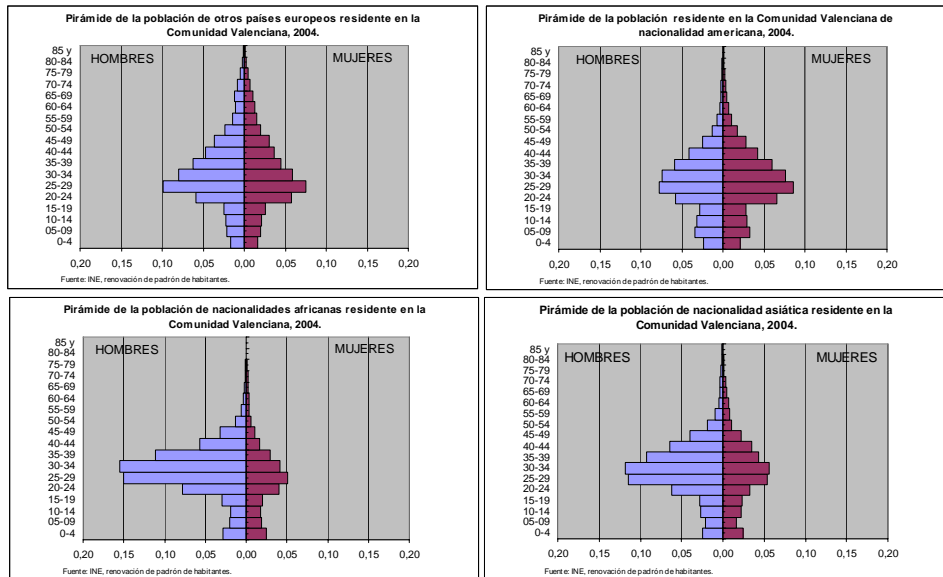 Pirámide de la población de otros países europeos residente en la
Comunidad Valenciana, 2004.
85 y
80-84
75-79
70-74
65-69
60-64
55-59
50-54
45-49
40-44
35-39
30-34
25-29
20-24
15-19
10-14
05-09
0-4
HOMBRES MUJERES
0,20 0,15 0,10 0,05 0,00 0,05 0,10 0,15 0,20
Fuente: INE, renovación de padrón de habitantes.
Pirámide de la población residente en la Comunidad Valenciana de
nacionalidad americana, 2004.
85 y
80-84
75-79
70-74
65-69
60-64
55-59
50-54
45-49
40-44
35-39
30-34
25-29
20-24
15-19
10-14
05-09
0-4
HOMBRES MUJERES
0,20 0,15 0,10 0,05 0,00 0,05 0,10 0,15 0,20
Fuente: INE, renovación de padrón de habitantes.
Pirámide de la población de nacionalidades africanas residente en la
Comunidad Valenciana, 2004.
85 y
80-84
75-79
70-74
65-69
60-64
55-59
50-54
45-49
40-44
35-39
30-34
25-29
20-24
15-19
10-14
05-09
0-4
HOMBRES MUJERES
0,20 0,15 0,10 0,05 0,00 0,05 0,10 0,15 0,20
Fuente: INE, renovación de padrón de habitantes.
Pirámide de la población de nacionalidad asiática residente en la
Comunidad Valenciana, 2004.
85 y
80-84
75-79
70-74
65-69
60-64
55-59
50-54
45-49
40-44
35-39
30-34
25-29
20-24
15-19
10-14
05-09
0-4
HOMBRES MUJERES
0,20 0,15 0,10 0,05 0,00 0,05 0,10 0,15 0,20
Fuente: INE, renovación de padrón de habitantes.